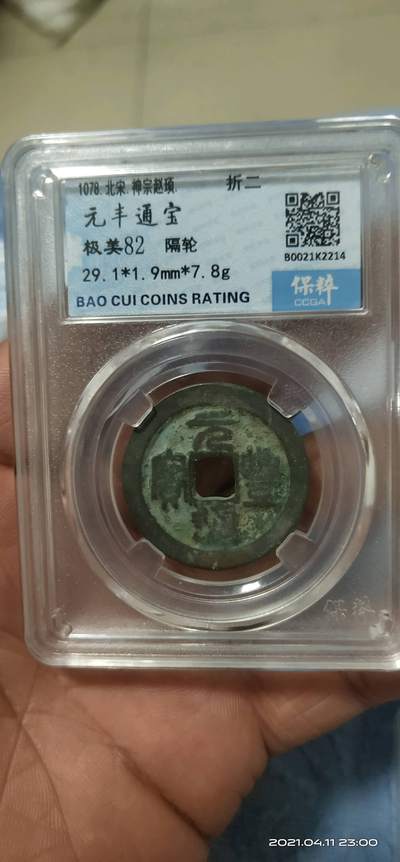 1078.北宋.神宗赵顼. 折二
元丰通宝
极美82 隔轮
B0021K2214
29.1*1.9mm*7.8g
保粹
CCGA
BAO CUI COINS RATING
元
寶 豐
通
保粹
2021.04.11 23:00